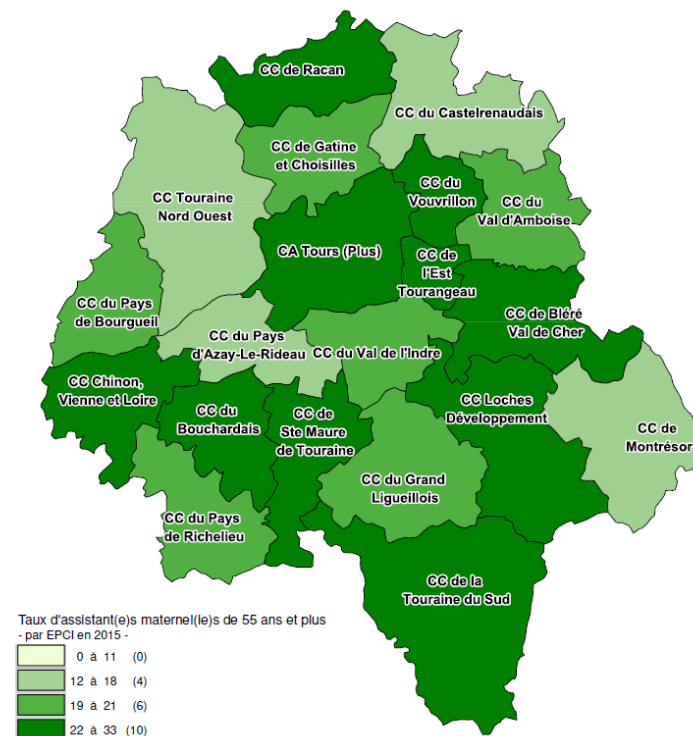 CC de Racan
CC du Castelrenaudais
CC de Gatine
et Choisilles
CC du
Vouvrillon
CC Touraine
Nord Ouest
CC du
Val d'Amboise
CA Tours (Plus)
CC de
l'Est
Tourangeau
CC du Pays
de Bourgueil
CC de Bléré
Val de Cher
CC du Pays
d'Azay-Le-Rideau
CC du Val de l'Indre
CC Chinon,
Vienne et Loire
CC du
Bouchardais
CC de
Ste Maure
de Touraine
CC Loches
Développement
CC de
Montrésor
CC du Grand
Ligueillois
CC du Pays
de Richelieu
CC de la
Touraine du Sud
Taux d'assistant(e)s maternel(le)s de 55 ans et plus
- par EPCI en 2015 -
0 à 11 (0)
12 à 18 (4)
19 à 21 (6)
22 à 33 (10)